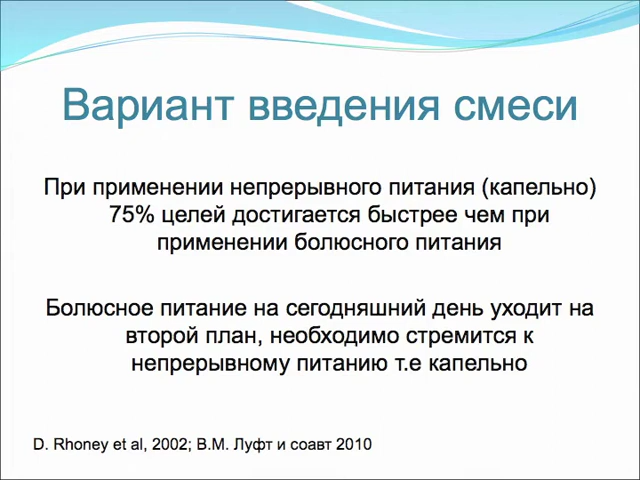 Вариант введения смеси
При применении непрерывного питания (капельно)
75% целей достигается быстрее чем при
применении болюсного питания
Болюсное питание на сегодняшний день уходит на
второй план, необходимо стремится к
непрерывному питанию т.е капельно
D. Rhoney et al, 2002; В.М. Луфт и соавт 2010